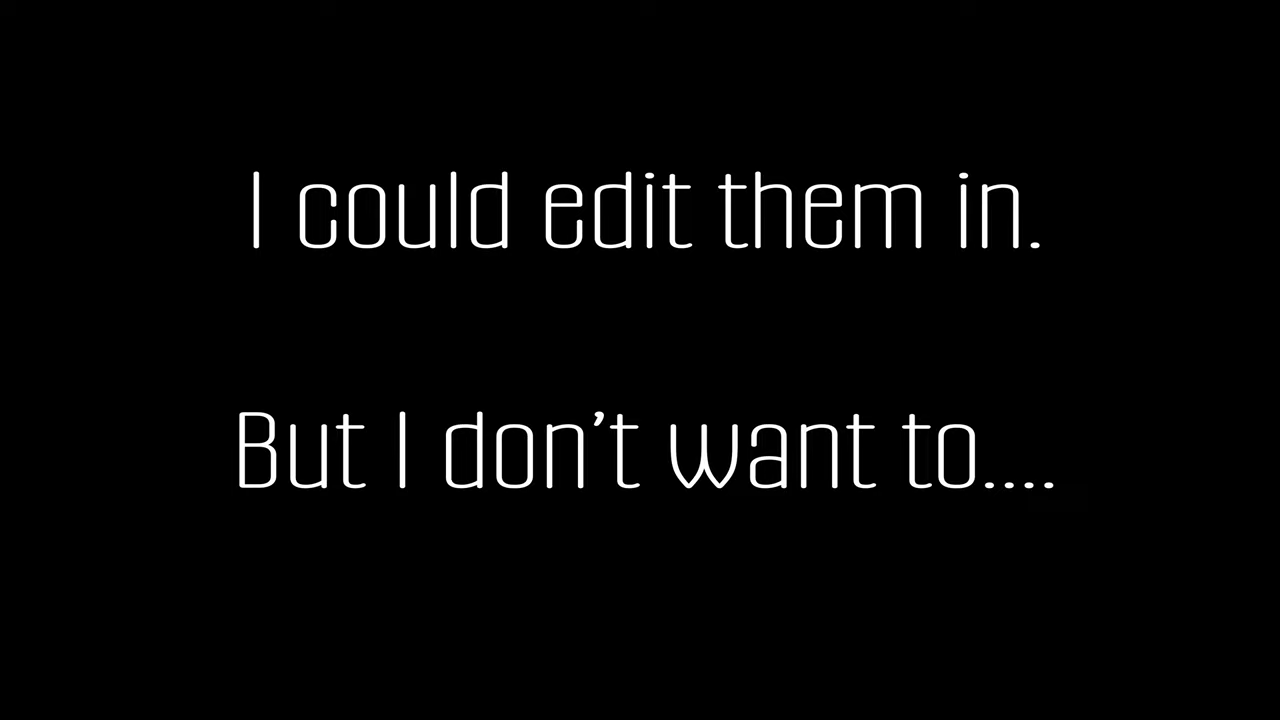 I could edit them in.
But I don’t want to....